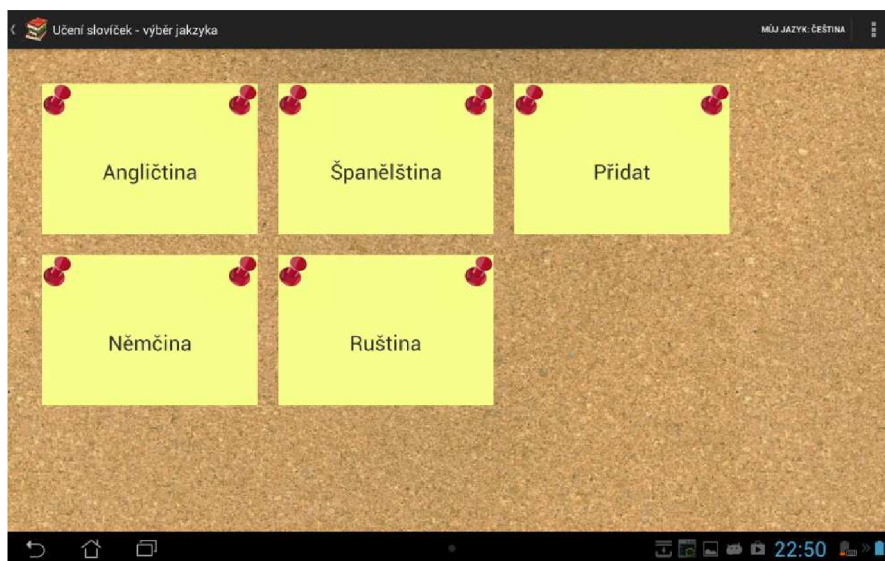 Učení slovíček - výběr jakzyka
MŮJ JAZYK: ČEŠTINA
Angličtina
Španělština
Přidat
Němčina
Ruština
22:50